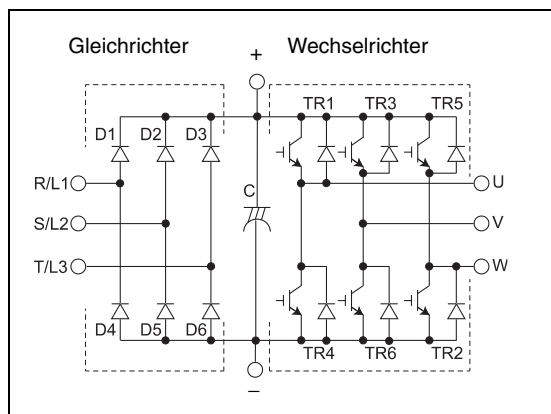 Gleichrichter
Wechselrichter
+
TR1 TR3 TR5
D1 D2 D3
R/L1
U
C
S/L2
V
T/L3
W
D4 D5 D6
TR4 TR6 TR2
–